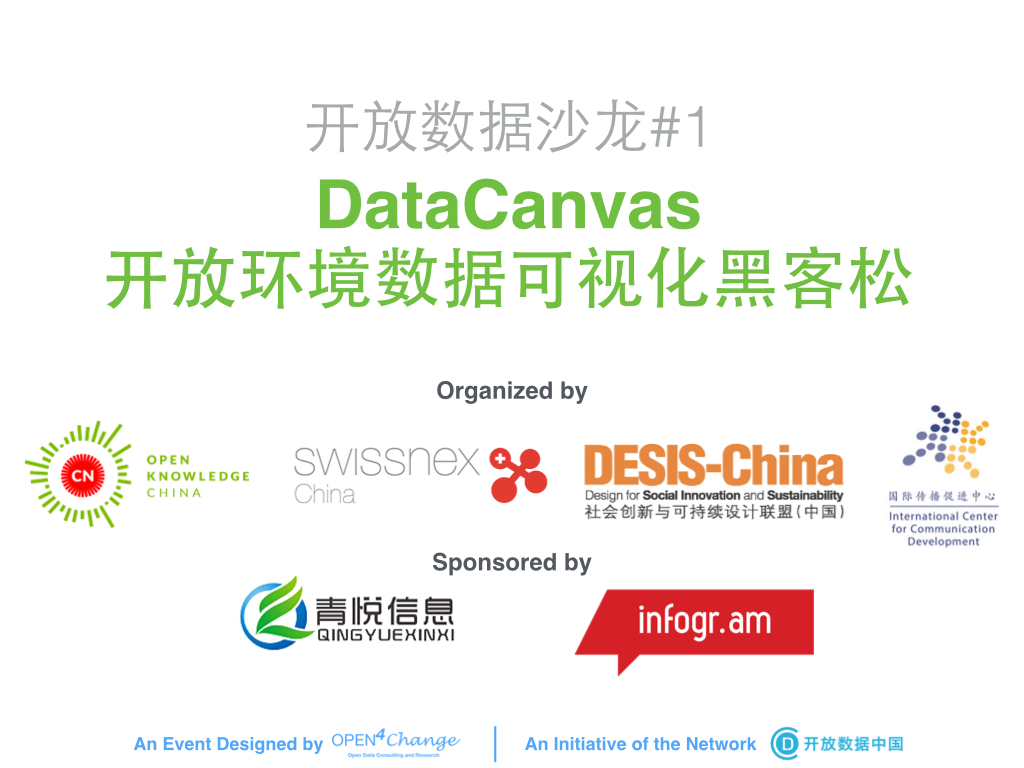 开放数据沙龙#1
DataCanvas
开放环境数据可视化黑客松
Organized by
CN
OPEN
KNOWLEDGE
CHINA
swissnex
China
DESIS-China
Design for Social Innovation and Sustainability
社会创新与可持续设计联盟(中国)
国际传播促进中心
International Center
for Communication
Development
Sponsored by
青悦信息
QINGYUEXINXI
infogr.am
An Event Designed by
OPEN4Change
Open Data Consulting and Research
An Initiative of the Network
D 开放数据中国